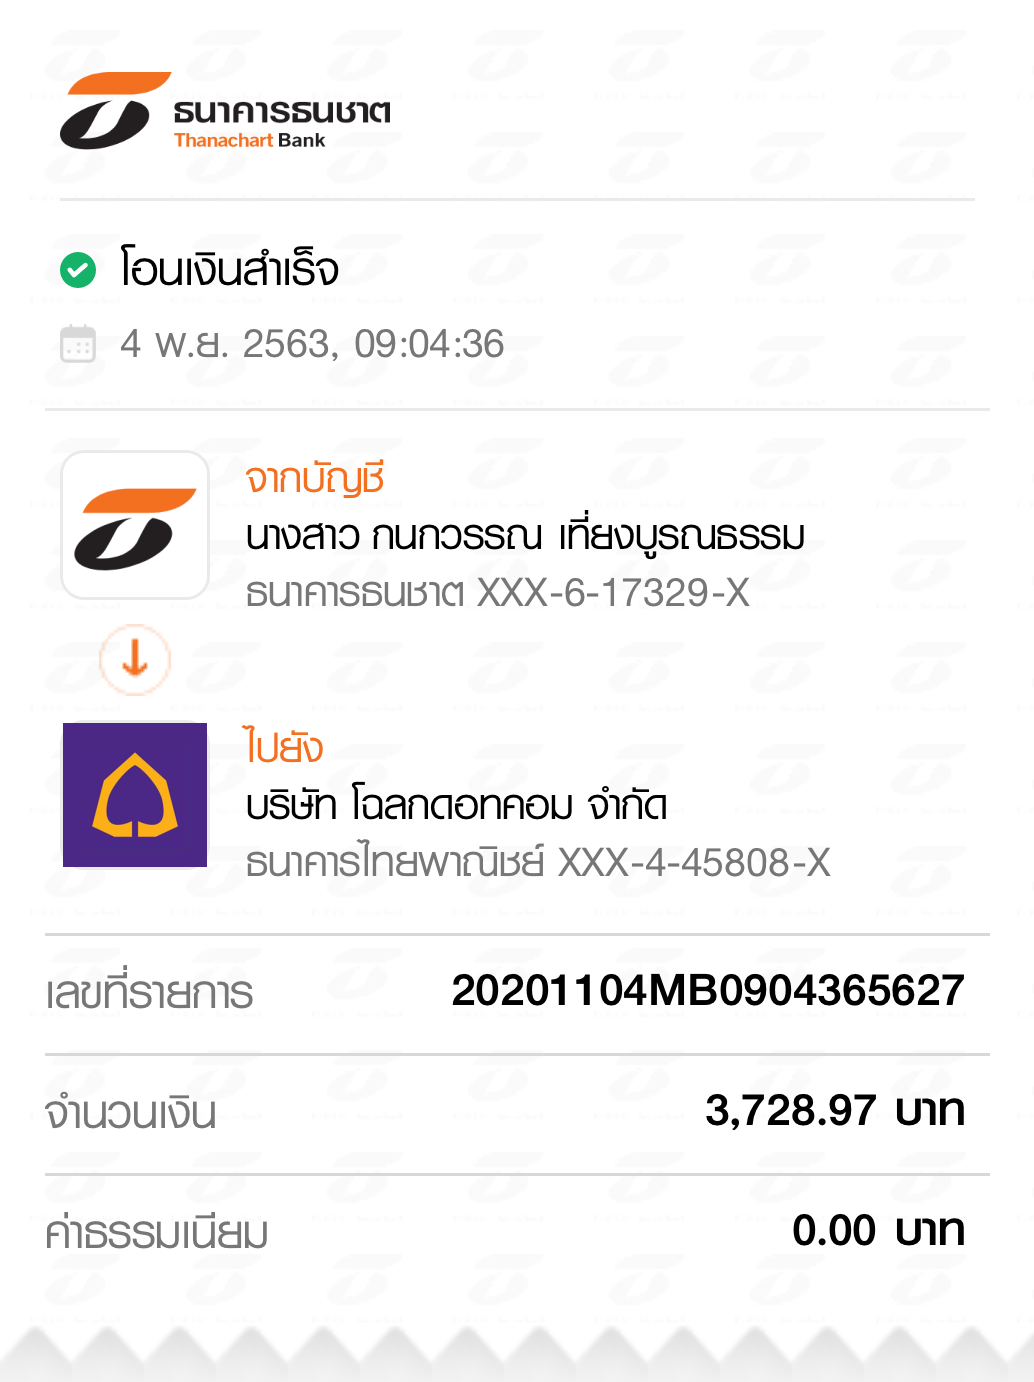 ธนาคารธนชาต
Thanachart Bank
โอนเงินสำเร็จ
4 พ.ย. 2563, 09:04:36
จากบัญชี
นางสาว กนกวรรณ เที่ยงบูรณธรรม
ธนาคารธนชาต XXX-6-17329-X
ไปยัง
บริษัท โฉลกดอทคอม จำกัด
ธนาคารไทยพาณิชย์ XXX-4-45808-X
เลขที่รายการ 20201104MB0904365627
จำนวนเงิน 3,728.97 บาท
ค่าธรรมเนียม 0.00 บาท